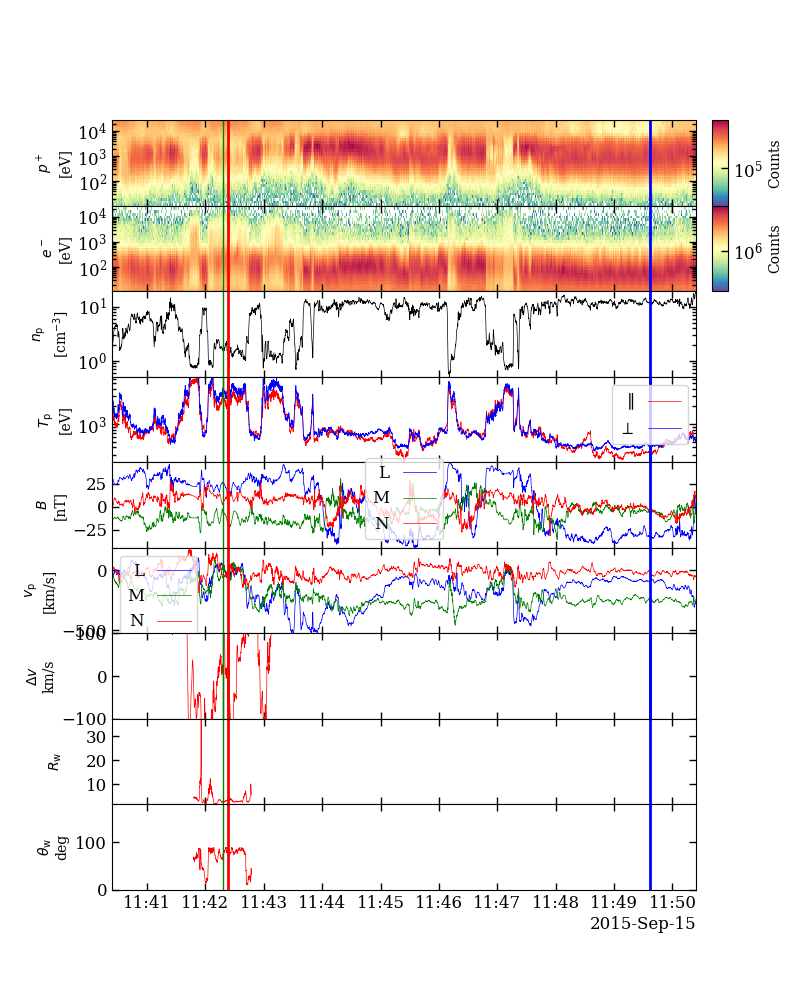 10⁴
10³
10²
p⁺
[eV]
10⁵
Counts
10⁴
10³
10²
e⁻
[eV]
10⁶
Counts
10¹
10⁰
nₚ
[cm⁻³]
10³
Tₚ
[eV]
∥
⊥
25
0
−25
B
[nT]
L
M
N
0
−500
vₚ
[km/s]
L
M
N
100
0
−100
Δv
km/s
30
20
10
R_w
100
0
θ_w
deg
11:41 11:42 11:43 11:44 11:45 11:46 11:47 11:48 11:49 11:50
2015-Sep-15